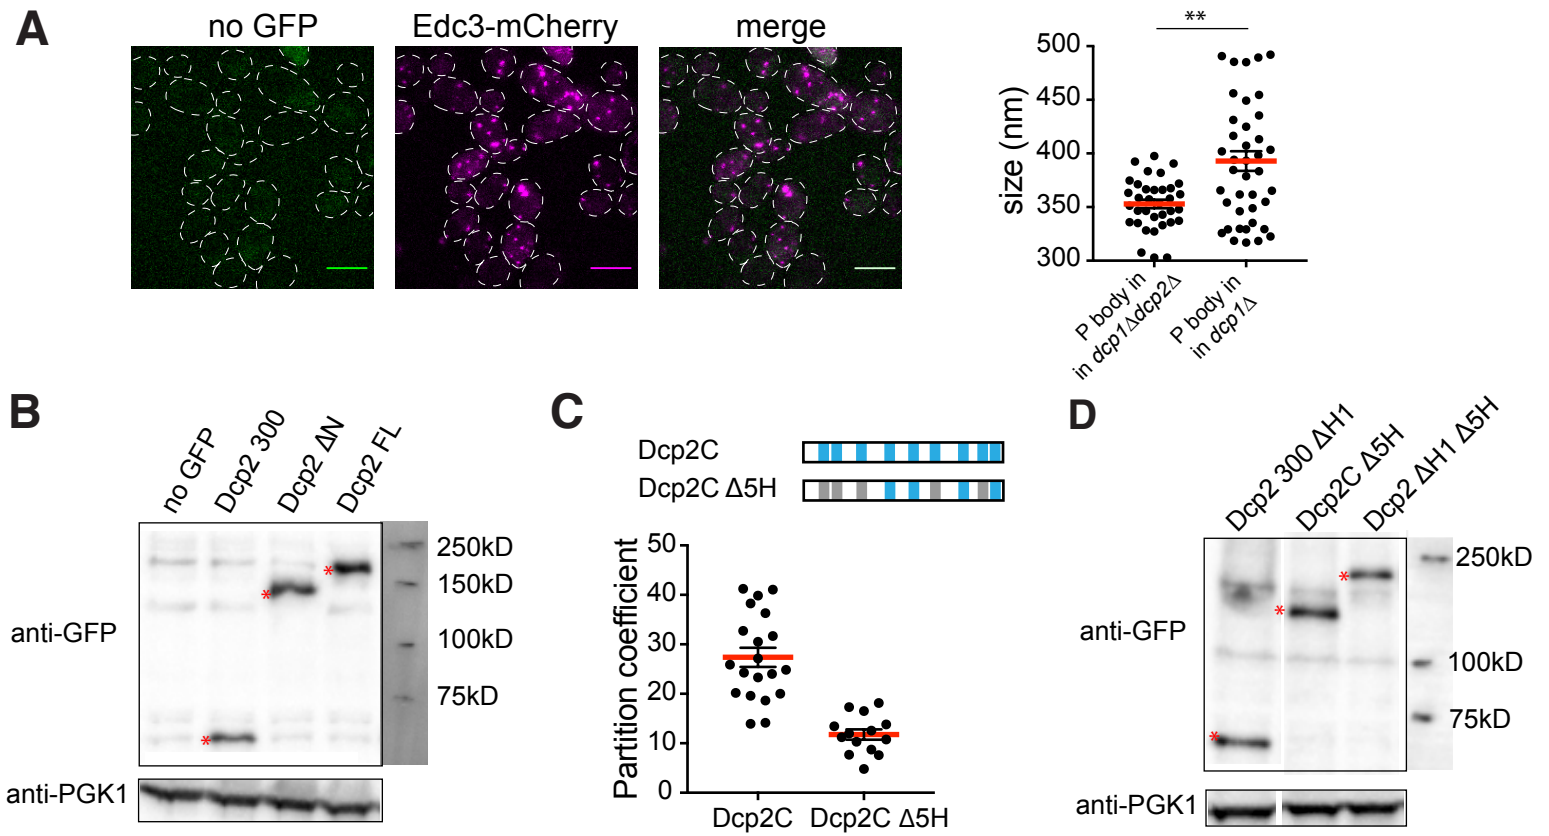 A
no GFP
Edc3-mCherry
merge
**
500
450
400
350
300
size (nm)
P body in
in dcp1Δdcp2Δ
P body in
in dcp1Δ
B
no GFP
Dcp2 300
Dcp2 ΔN
Dcp2 FL
*
*
*
anti-GFP
250kD
150kD
100kD
75kD
anti-PGK1
C
Dcp2C
Dcp2C Δ5H
50
40
30
20
10
0
Partition coefficient
Dcp2C
Dcp2C Δ5H
D
Dcp2 300 ΔH1
Dcp2C Δ5H
Dcp2 ΔH1 Δ5H
*
*
*
anti-GFP
250kD
100kD
75kD
anti-PGK1